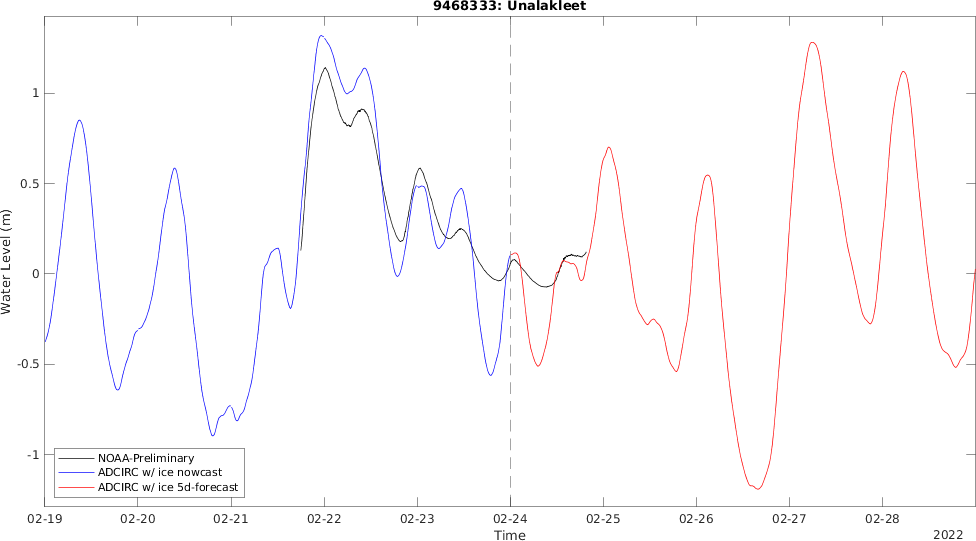 9468333: Unalakleet
Water Level (m)
1
0.5
0
-0.5
-1
NOAA-Preliminary
ADCIRC w/ ice nowcast
ADCIRC w/ ice 5d-forecast
02-19 02-20 02-21 02-22 02-23 02-24 02-25 02-26 02-27 02-28
Time
2022